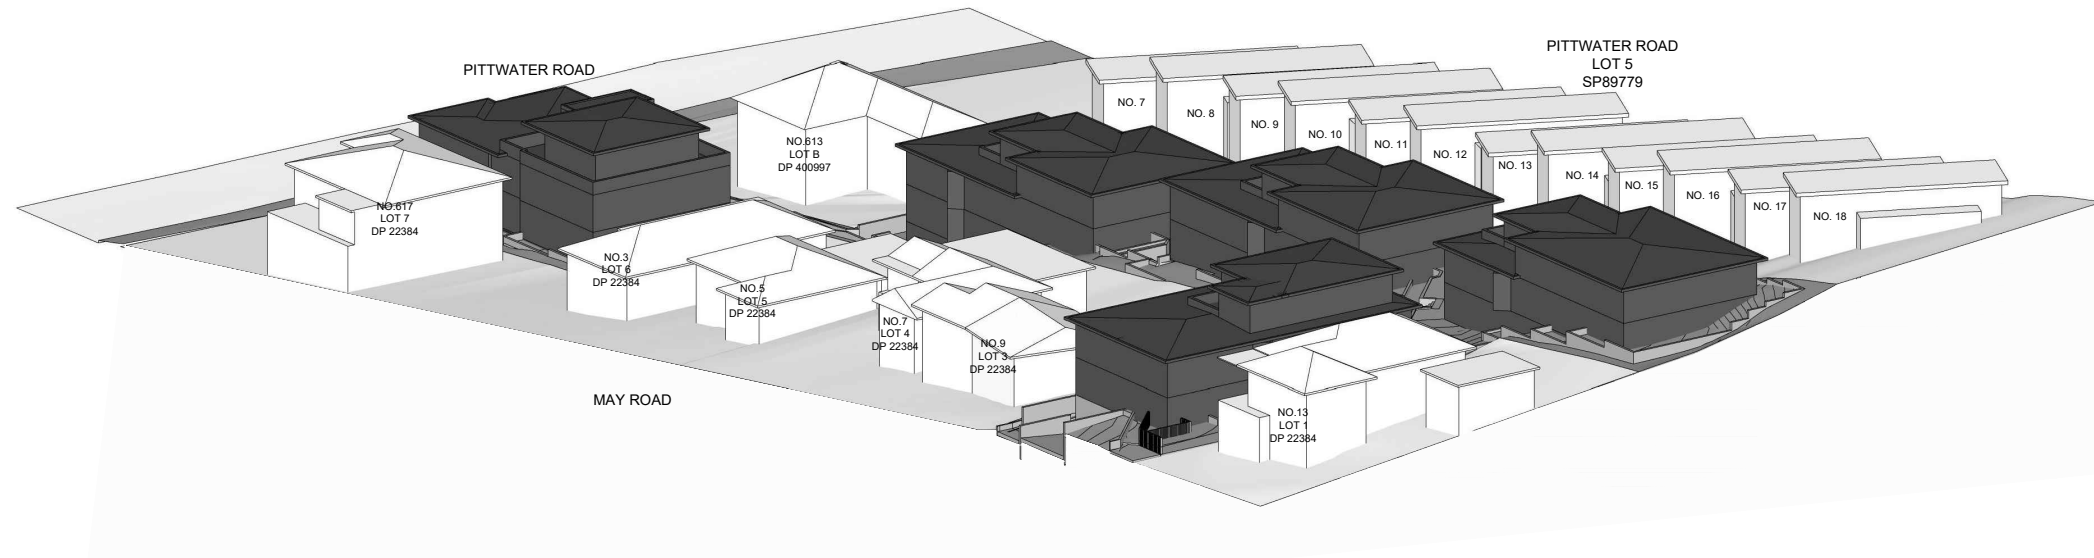 PITTWATER ROAD
PITTWATER ROAD
LOT 5
SP89779
NO. 7
NO. 8
NO. 9
NO. 10
NO. 11
NO. 12
NO. 13
NO. 14
NO. 15
NO. 16
NO. 17
NO. 18
NO.613
LOT B
DP 400997
NO.617
LOT 7
DP 22384
NO.3
LOT 6
DP 22384
NO.5
LOT 5
DP 22384
NO.7
LOT 4
DP 22384
NO.9
LOT 3
DP 22384
MAY ROAD
NO.13
LOT 1
DP 22384